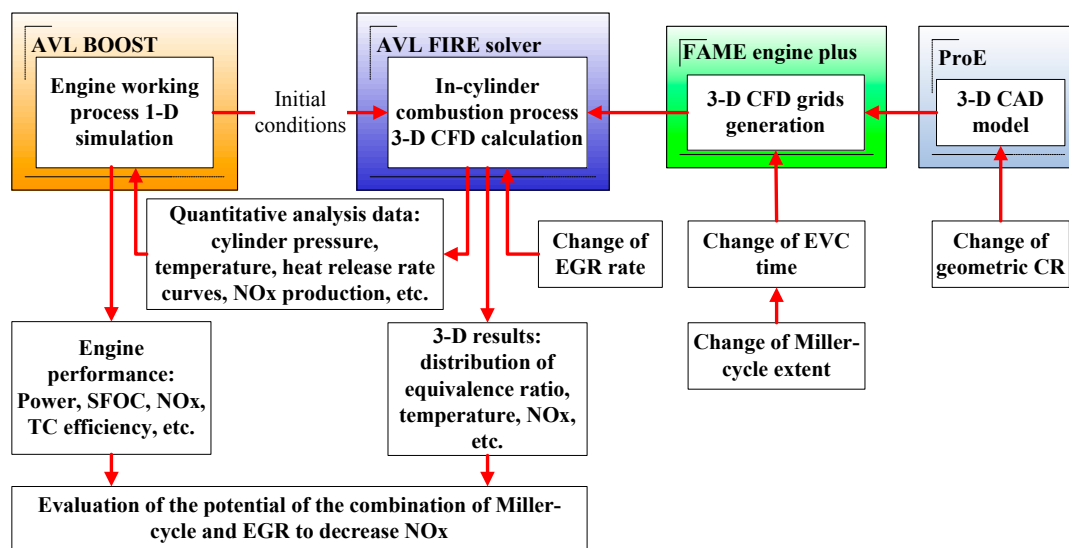 AVL BOOST
Engine working
process 1-D
simulation
Initial
conditions
AVL FIRE solver
In-cylinder
combustion process
3-D CFD calculation
FAME engine plus
3-D CFD grids
generation
ProE
3-D CAD
model
Quantitative analysis data:
cylinder pressure,
temperature, heat release rate
curves, NOx production, etc.
Change of
EGR rate
Change of EVC
time
Change of
geometric CR
Engine
performance:
Power, SFOC, NOx,
TC efficiency, etc.
3-D results:
distribution of
equivalence ratio,
temperature, NOx,
etc.
Change of Miller-
cycle extent
Evaluation of the potential of the combination of Miller-
cycle and EGR to decrease NOx